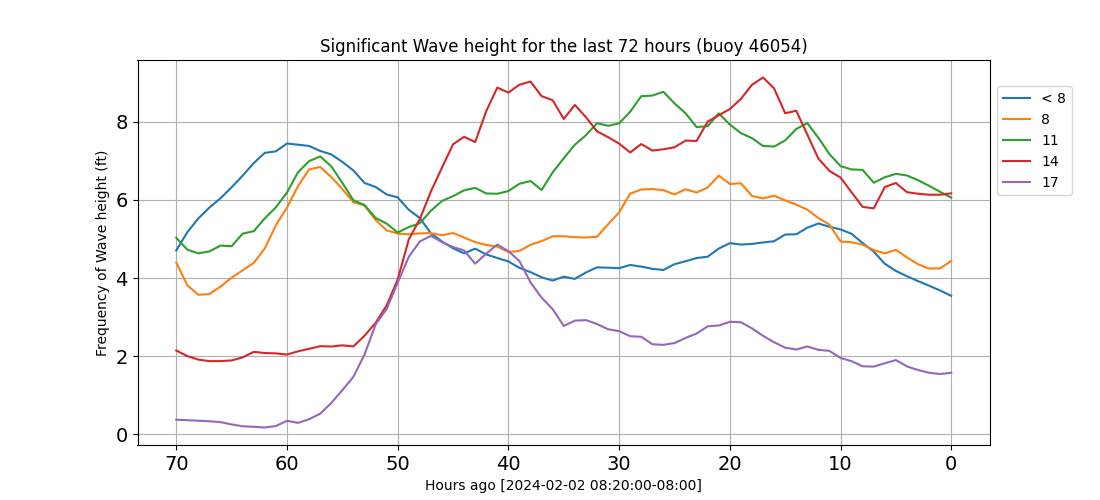 Significant Wave height for the last 72 hours (buoy 46054)
Frequency of Wave height (ft)
8
6
4
2
0
70 60 50 40 30 20 10 0
Hours ago [2024-02-02 08:20:00-08:00]
< 8
8
11
14
17